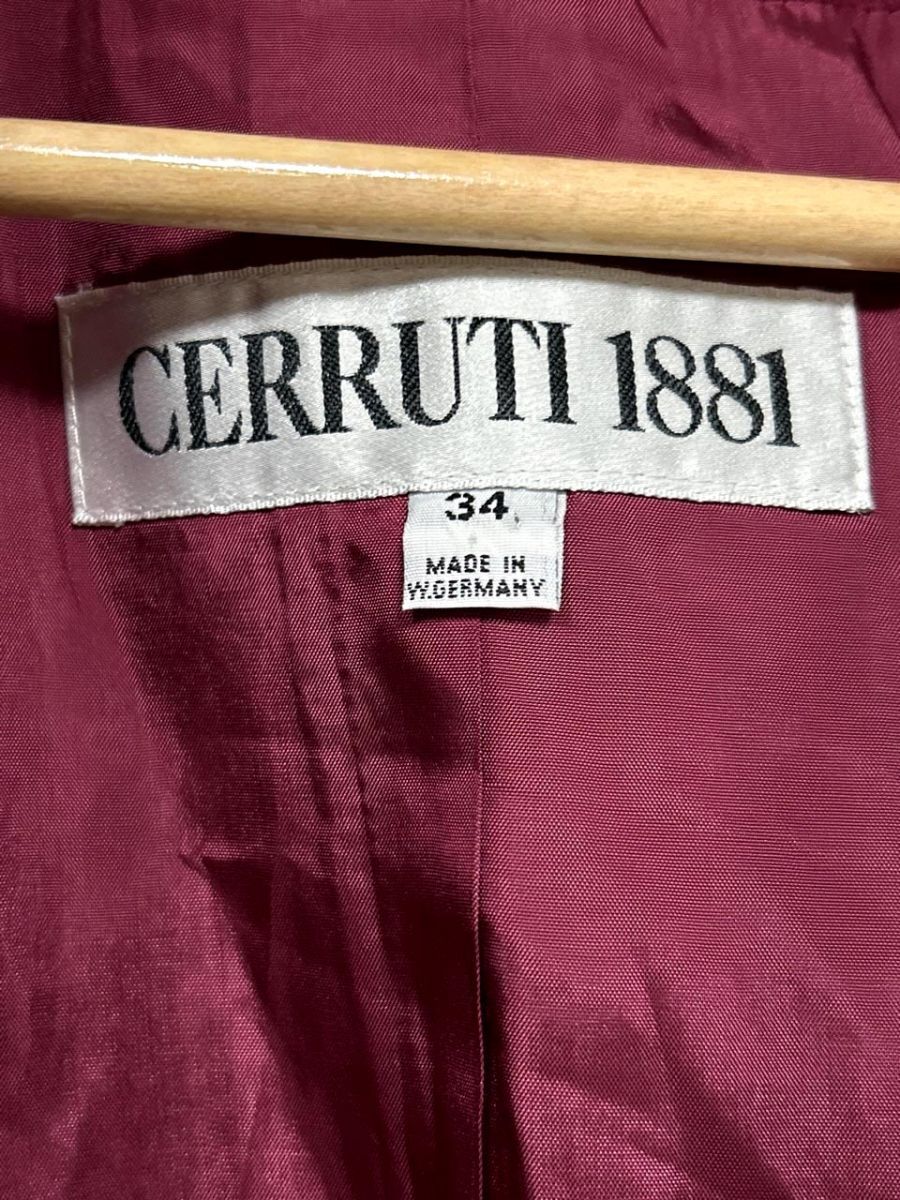 CERRUTI 1881
34
MADE IN
W.GERMANY